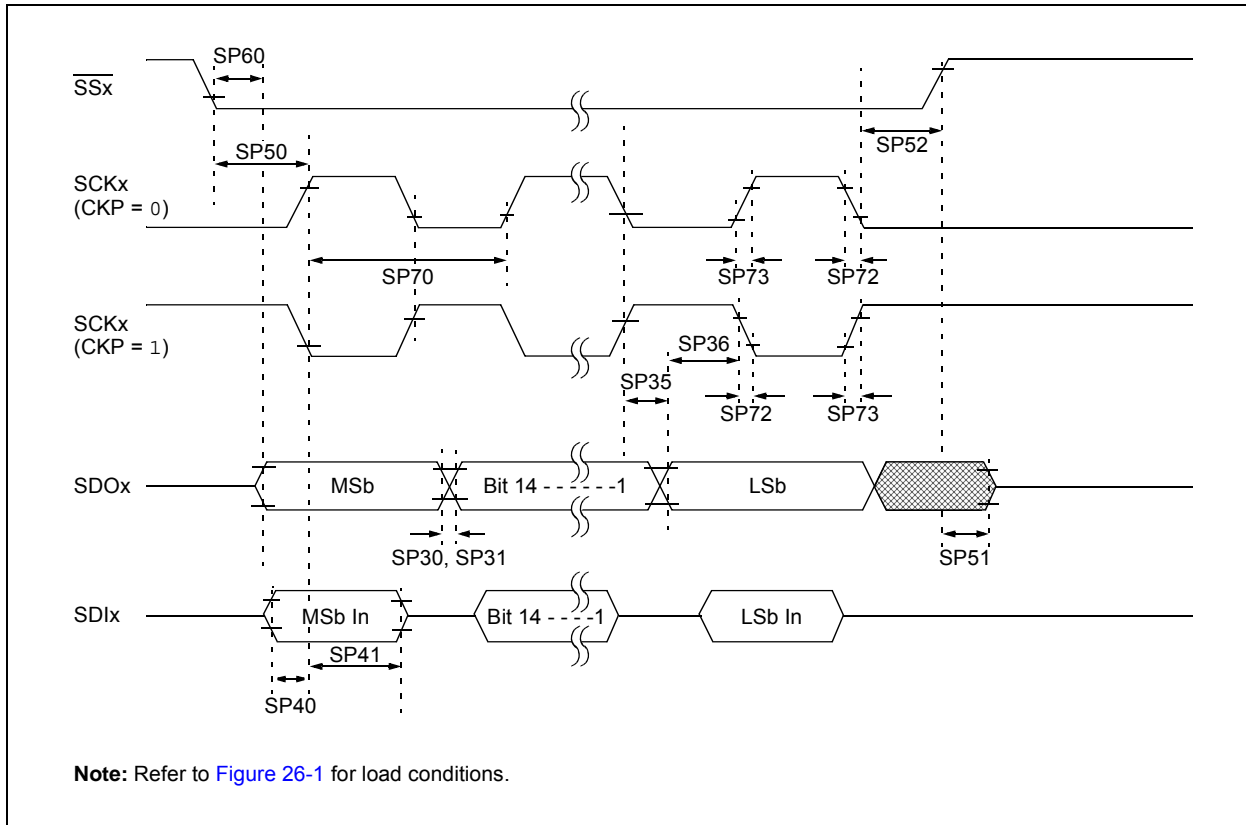 SP60
SSx
SP50
SP52
SCKx
(CKP = 0)
SP70
SP73
SP72
SCKx
(CKP = 1)
SP36
SP35
SP72
SP73
SDOx
MSb
Bit 14 - - - - - -1
LSb
SP30, SP31
SP51
SDIx
MSb In
Bit 14 - - - -1
LSb In
SP41
SP40
Note: Refer to Figure 26-1 for load conditions.